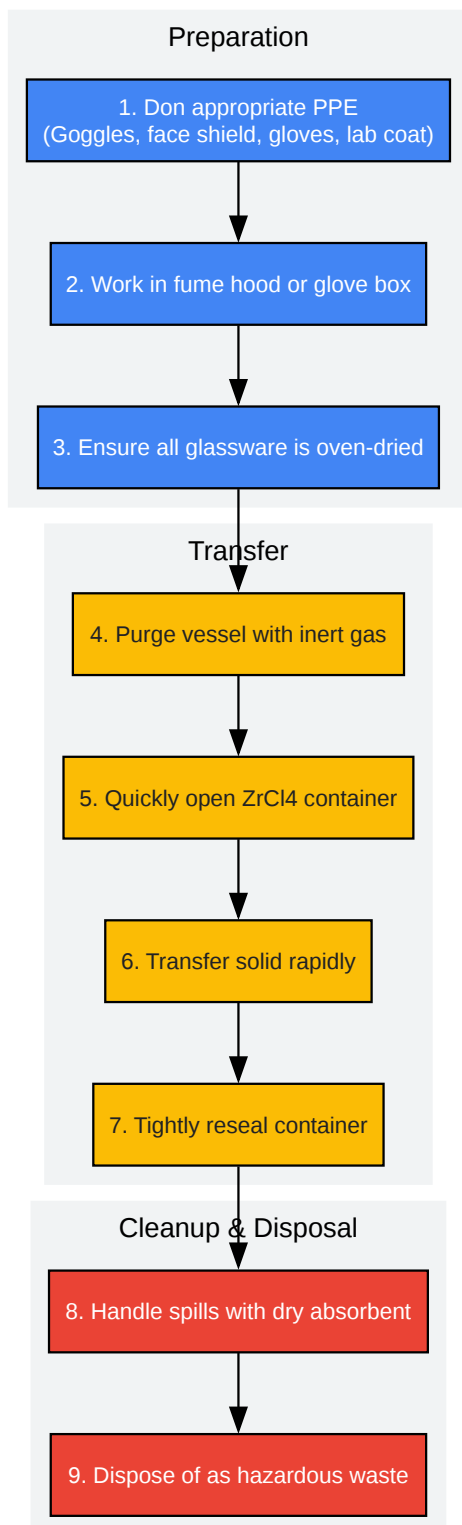 Preparation
1. Don appropriate PPE
(Goggles, face shield, gloves, lab coat)
2. Work in fume hood or glove box
3. Ensure all glassware is oven-dried
Transfer
4. Purge vessel with inert gas
5. Quickly open ZrCl4 container
6. Transfer solid rapidly
7. Tightly reseal container
Cleanup & Disposal
8. Handle spills with dry absorbent
9. Dispose of as hazardous waste